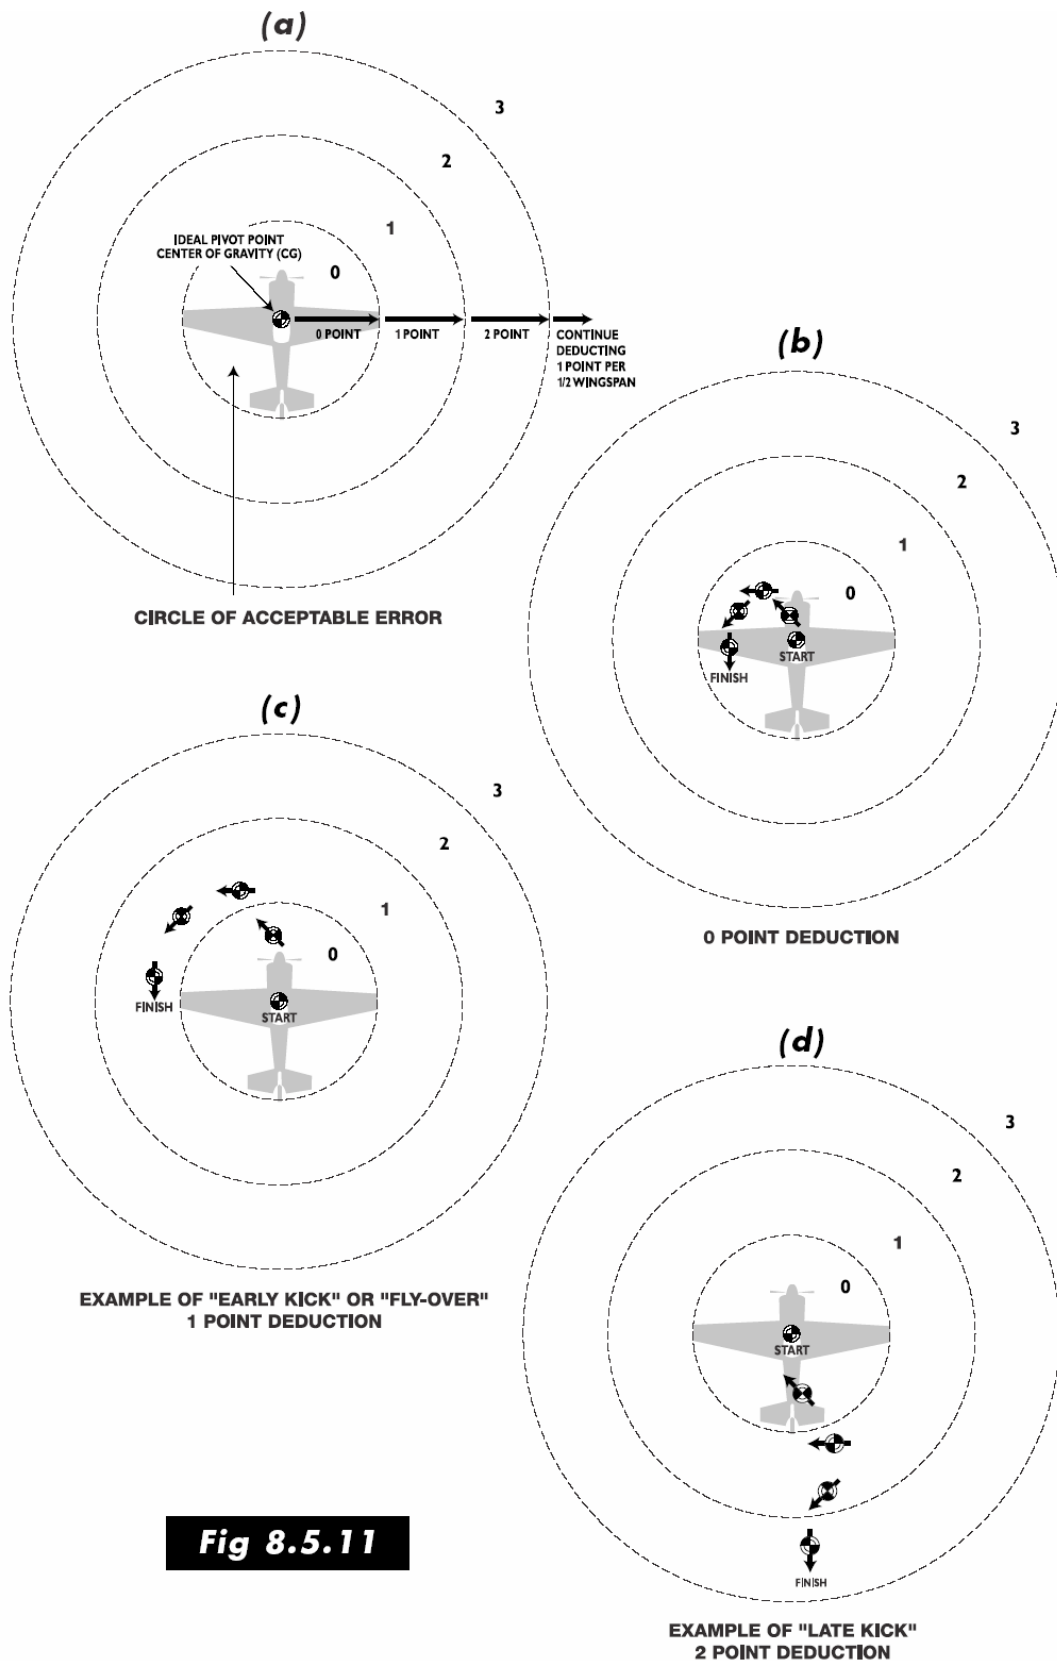 (a)
3
2
1
IDEAL PIVOT POINT
CENTER OF GRAVITY (CG)
0
0 POINT
1 POINT
2 POINT
CONTINUE
DEDUCTING
1 POINT PER
1/2 WINGSPAN
CIRCLE OF ACCEPTABLE ERROR
(b)
3
2
1
0
START
FINISH
0 POINT DEDUCTION
(c)
3
2
1
0
START
FINISH
EXAMPLE OF "EARLY KICK" OR "FLY-OVER"
1 POINT DEDUCTION
(d)
3
2
1
0
START
FINISH
EXAMPLE OF "LATE KICK"
2 POINT DEDUCTION
Fig 8.5.11